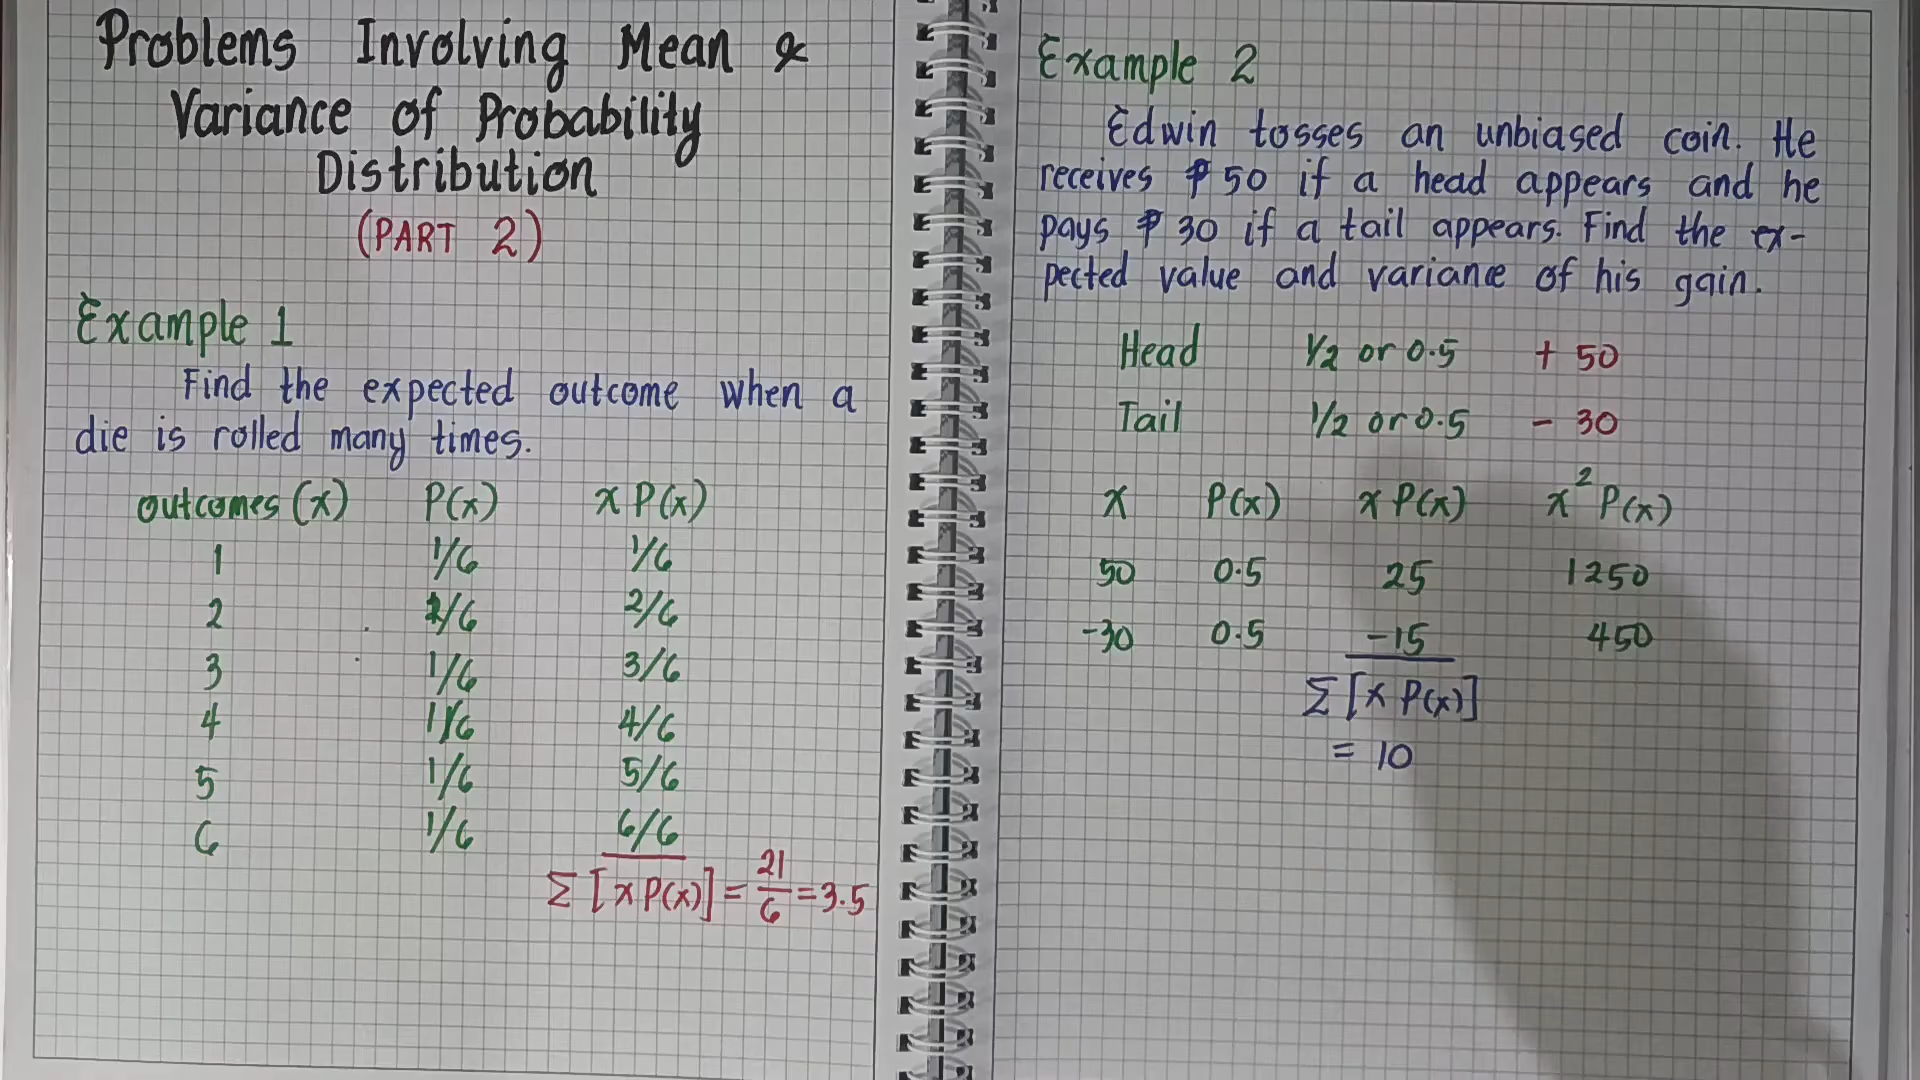 Problems Involving Mean &
Variance of Probability
Distribution
(PART 2)
Example 1
Find the expected outcome when a
die is rolled many times.
outcomes (x) P(x) x P(x)
1 1/6 1/6
2 1/6 2/6
3 1/6 3/6
4 1/6 4/6
5 1/6 5/6
6 1/6 6/6
Σ [x P(x)] = 21/6 = 3.5
Example 2
Edwin tosses an unbiased coin. He
receives ₱ 50 if a head appears and he
pays ₱ 30 if a tail appears. Find the ex-
pected value and variance of his gain.
Head 1/2 or 0.5 + 50
Tail 1/2 or 0.5 - 30
x P(x) x P(x) x² P(x)
50 0.5 25 1250
-30 0.5 -15 450
Σ [x P(x)]
= 10